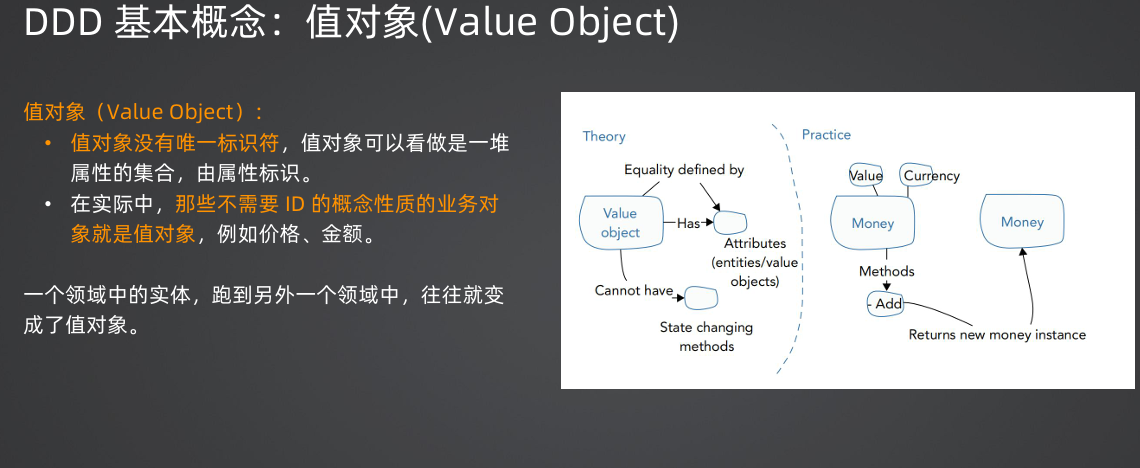 DDD 基本概念：值对象(Value Object)
值对象（Value Object）:
• 值对象没有唯一标识符，值对象可以看做是一堆
属性的集合，由属性标识。
• 在实际中，那些不需要 ID 的概念性质的业务对
象就是值对象，例如价格、金额。
一个领域中的实体，跑到另外一个领域中，往往就变
成了值对象。
Theory
Equality defined by
Value
object
Has
Attributes
(entities/value
objects)
Cannot have
State changing
methods
Practice
Value
Currency
Money
Money
Methods
- Add
Returns new money instance